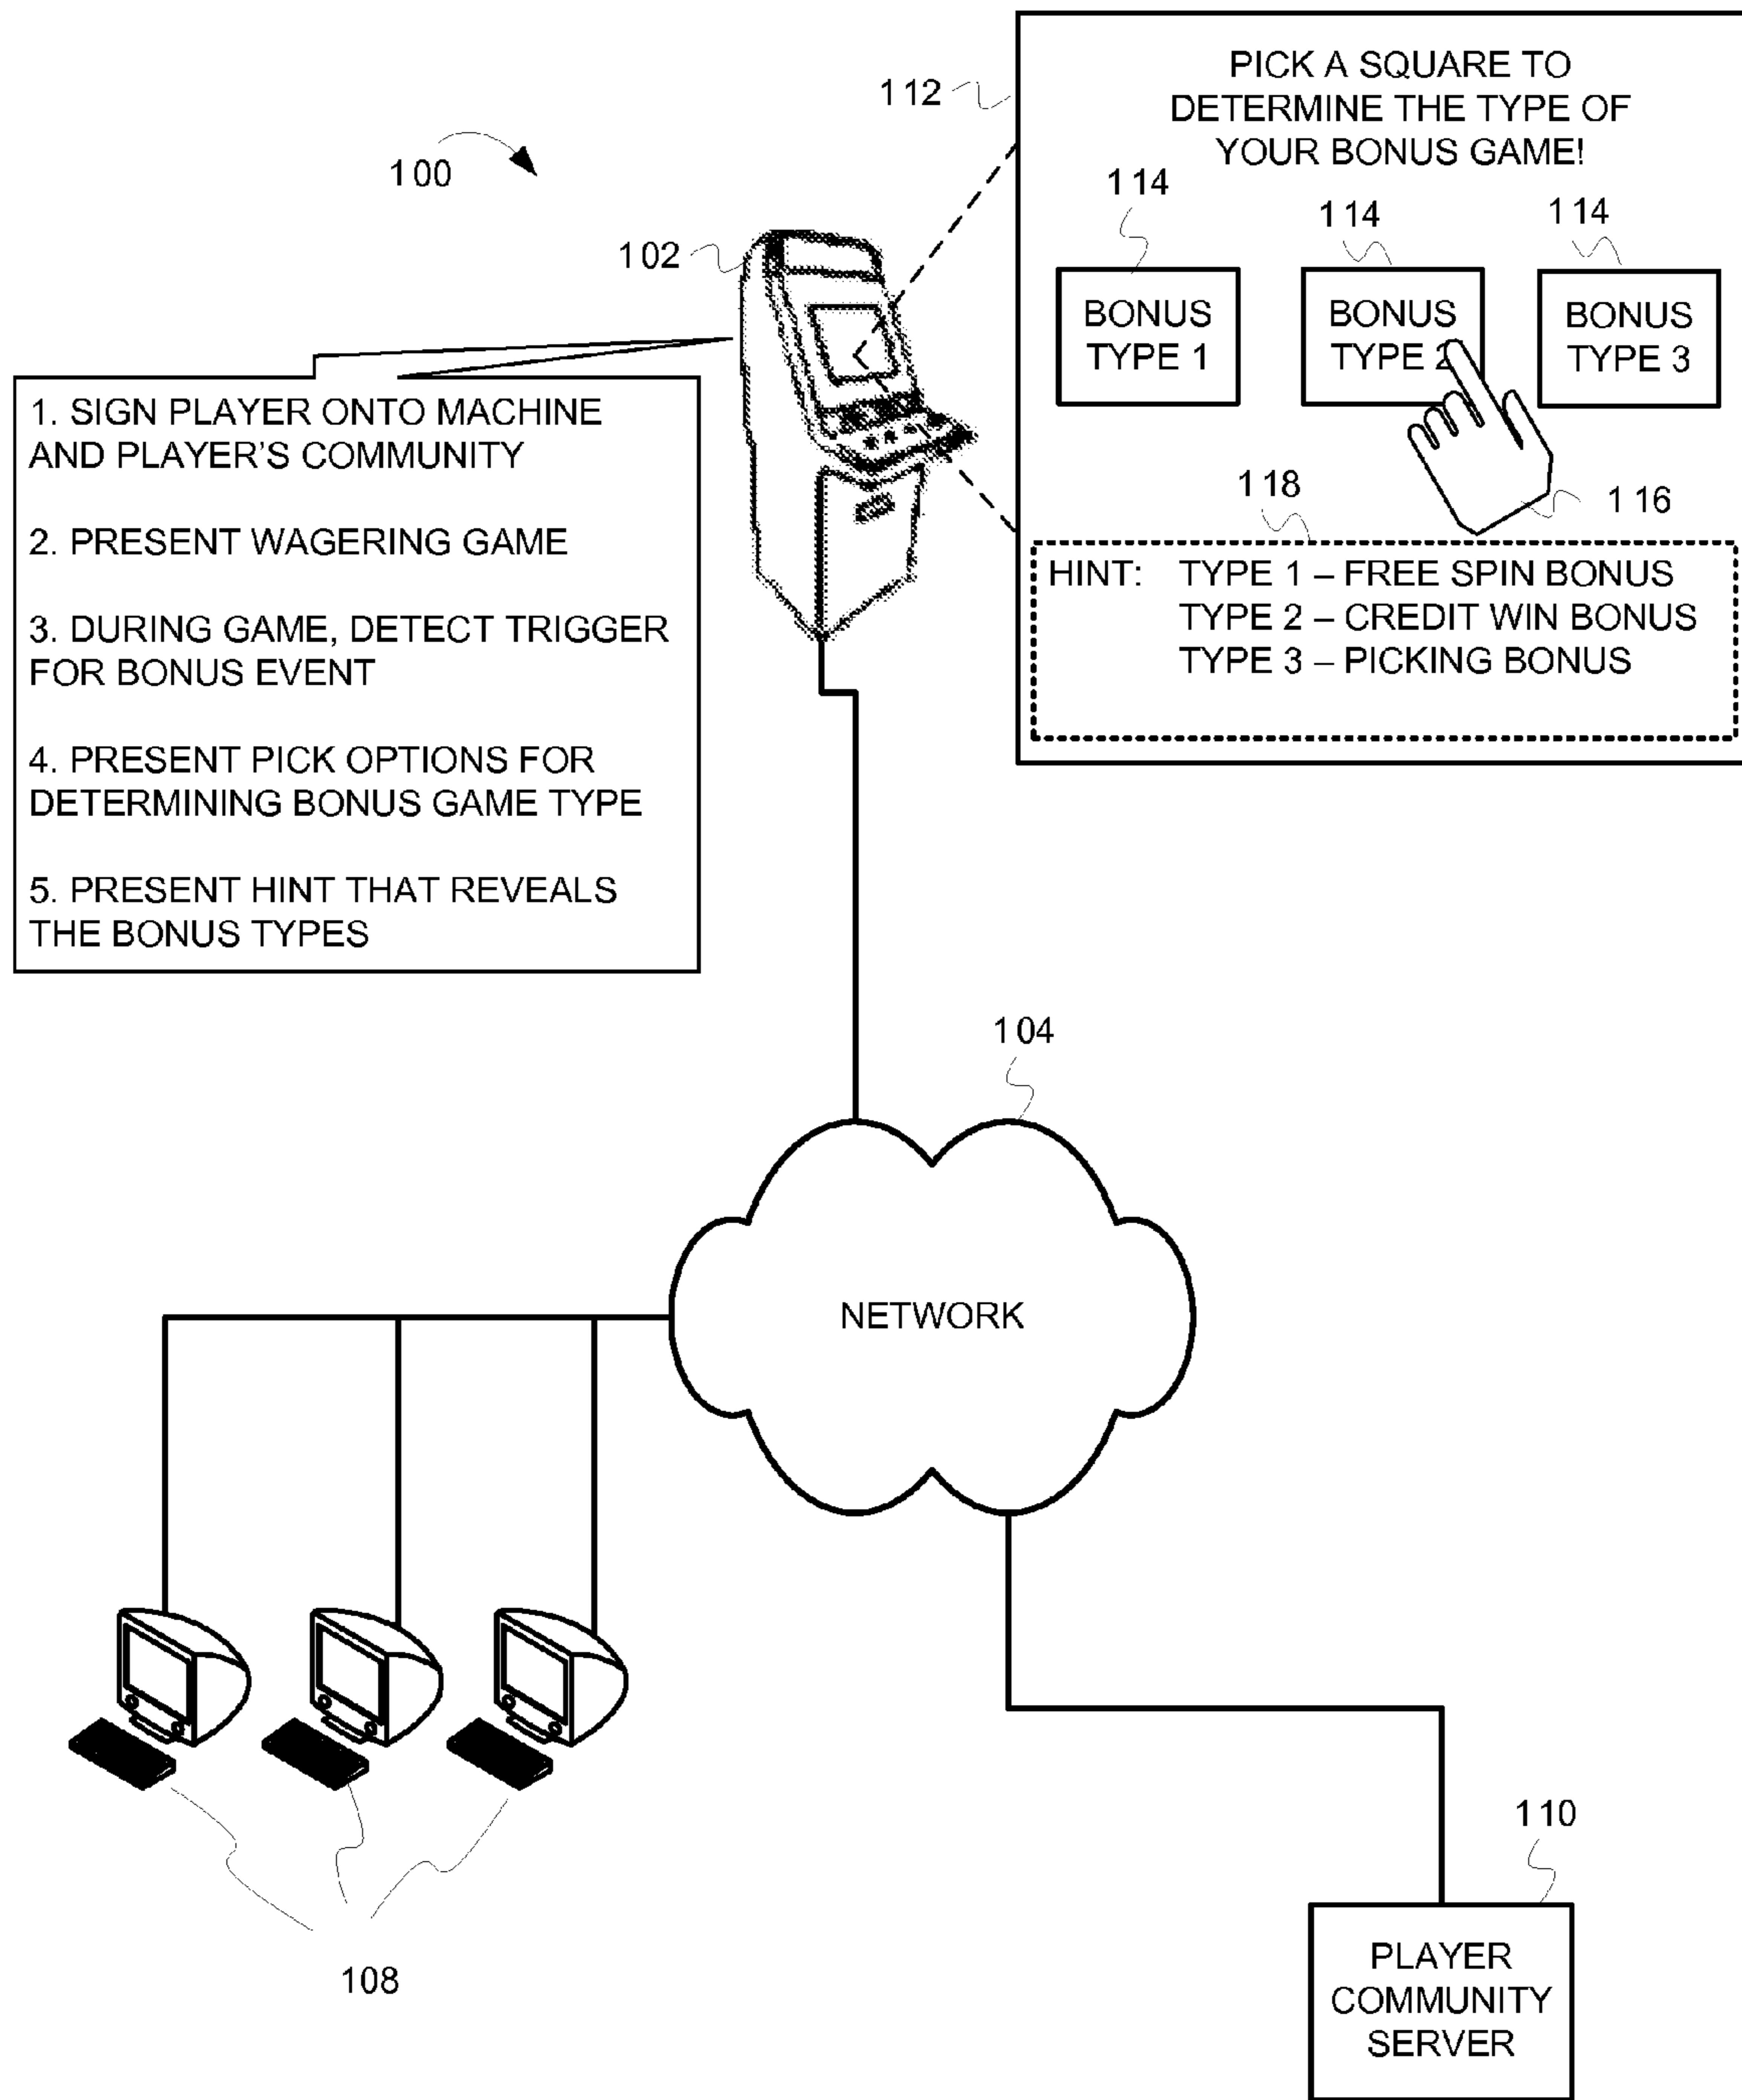 PICK A SQUARE TO
DETERMINE THE TYPE OF
YOUR BONUS GAME!
112
100
114
114
114
102
BONUS
TYPE 1
BONUS
TYPE 2
BONUS
TYPE 3
118
116
HINT: TYPE 1 – FREE SPIN BONUS
TYPE 2 – CREDIT WIN BONUS
TYPE 3 – PICKING BONUS
1. SIGN PLAYER ONTO MACHINE
AND PLAYER'S COMMUNITY
2. PRESENT WAGERING GAME
3. DURING GAME, DETECT TRIGGER
FOR BONUS EVENT
4. PRESENT PICK OPTIONS FOR
DETERMINING BONUS GAME TYPE
5. PRESENT HINT THAT REVEALS
THE BONUS TYPES
104
NETWORK
108
110
PLAYER
COMMUNITY
SERVER